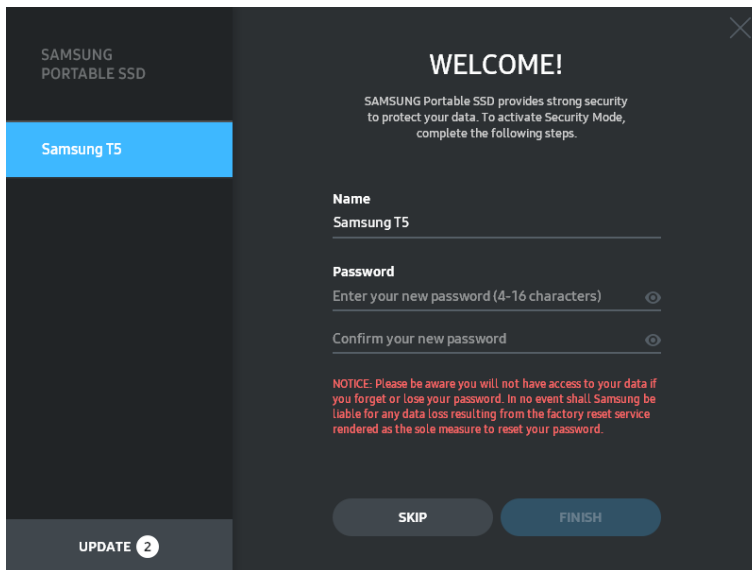 SAMSUNG
PORTABLE SSD
Samsung T5
UPDATE 2
WELCOME!
SAMSUNG Portable SSD provides strong security
to protect your data. To activate Security Mode,
complete the following steps.
Name
Samsung T5
Password
Enter your new password (4-16 characters)
Confirm your new password
NOTICE: Please be aware you will not have access to your data if
you forget or lose your password. In no event shall Samsung be
liable for any data loss resulting from the factory reset service
rendered as the sole measure to reset your password.
SKIP
FINISH